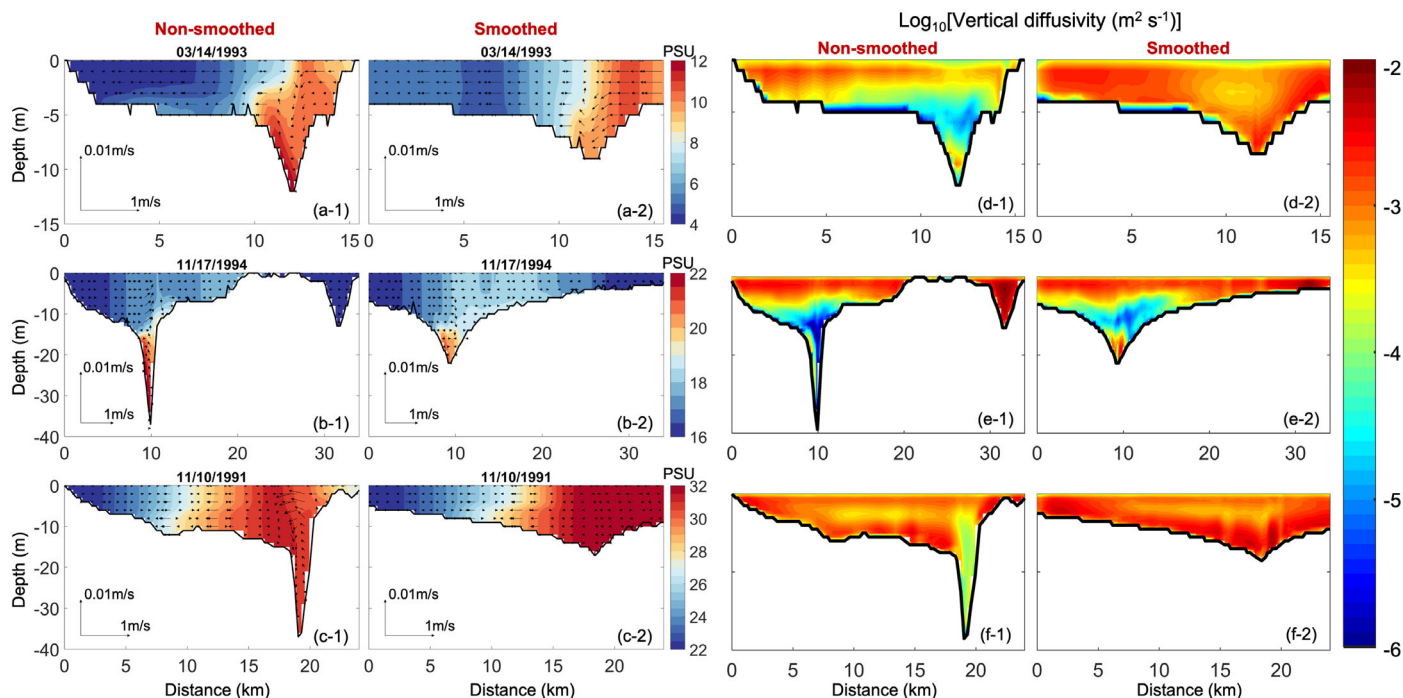 Log₁₀[Vertical diffusivity (m² s⁻¹)]
Non-smoothed Smoothed Non-smoothed Smoothed
03/14/1993 03/14/1993 PSU
0 12 -2
10
-5 8
0.01m/s 0.01m/s
-10 6
1m/s 1m/s
-15 4
(a-1) (a-2) (d-1) (d-2)
Depth (m)
0 5 10 15 0 5 10 15 0 5 10 15 0 5 10 15
-3
11/17/1994 11/17/1994 PSU
0 22
-10 20
-20
0.01m/s 0.01m/s
-30 18
1m/s 1m/s
-40 16
(b-1) (b-2) (e-1) (e-2)
Depth (m)
-4
0 10 20 30 0 10 20 30 0 10 20 30 0 10 20 30
11/10/1991 11/10/1991 PSU
0 32
30
-10 28
-20 26
0.01m/s 0.01m/s
-30 24
1m/s 1m/s
-40 22
(c-1) (c-2) (f-1) (f-2)
Depth (m)
-5
-6
0 5 10 15 20 0 5 10 15 20 0 5 10 15 20 0 5 10 15 20
Distance (km) Distance (km) Distance (km) Distance (km)